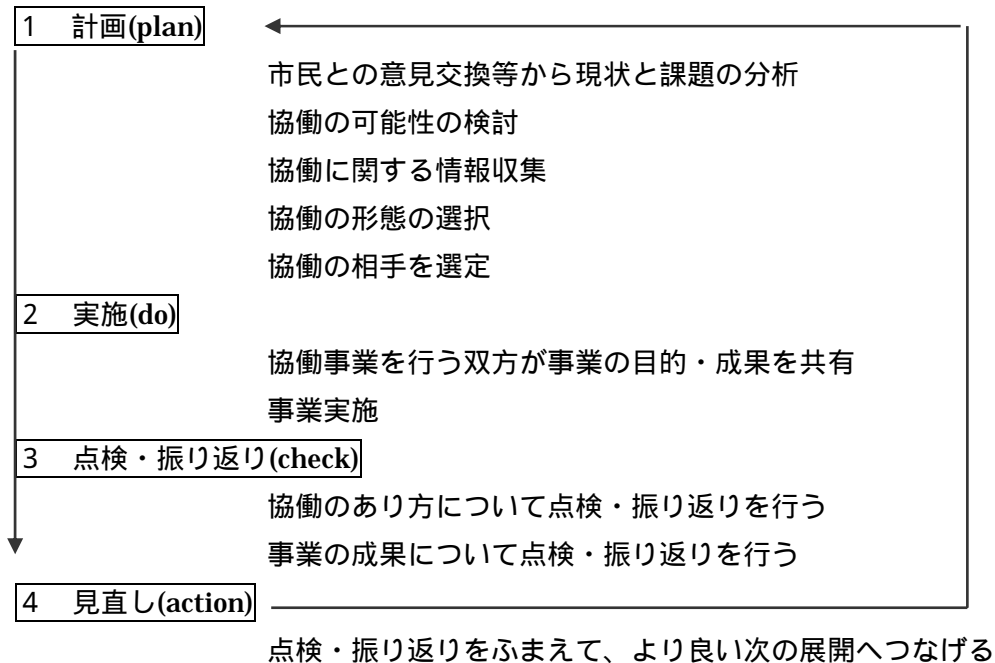 1 計画(plan)
市民との意見交換等から現状と課題の分析
協働の可能性の検討
協働に関する情報収集
協働の形態の選択
協働の相手を選定
2 実施(do)
協働事業を行う双方が事業の目的・成果を共有
事業実施
3 点検・振り返り(check)
協働のあり方について点検・振り返りを行う
事業の成果について点検・振り返りを行う
4 見直し(action)
点検・振り返りをふまえて、より良い次の展開へつなげる